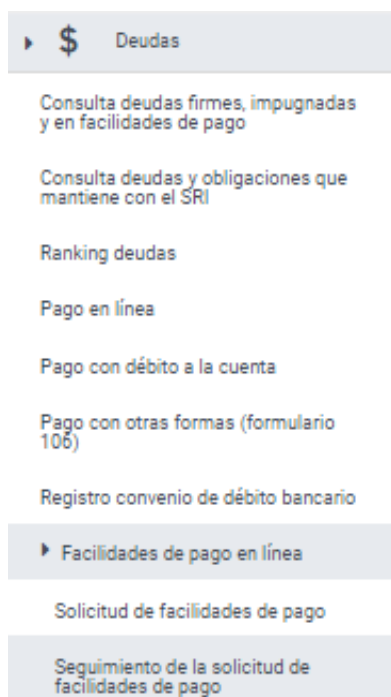 $ Deudas
Consulta deudas firmes, impugnadas
y en facilidades de pago
Consulta deudas y obligaciones que
mantiene con el SRI
Ranking deudas
Pago en línea
Pago con débito a la cuenta
Pago con otras formas (formulario
106)
Registro convenio de débito bancario
Facilidades de pago en línea
Solicitud de facilidades de pago
Seguimiento de la solicitud de
facilidades de pago